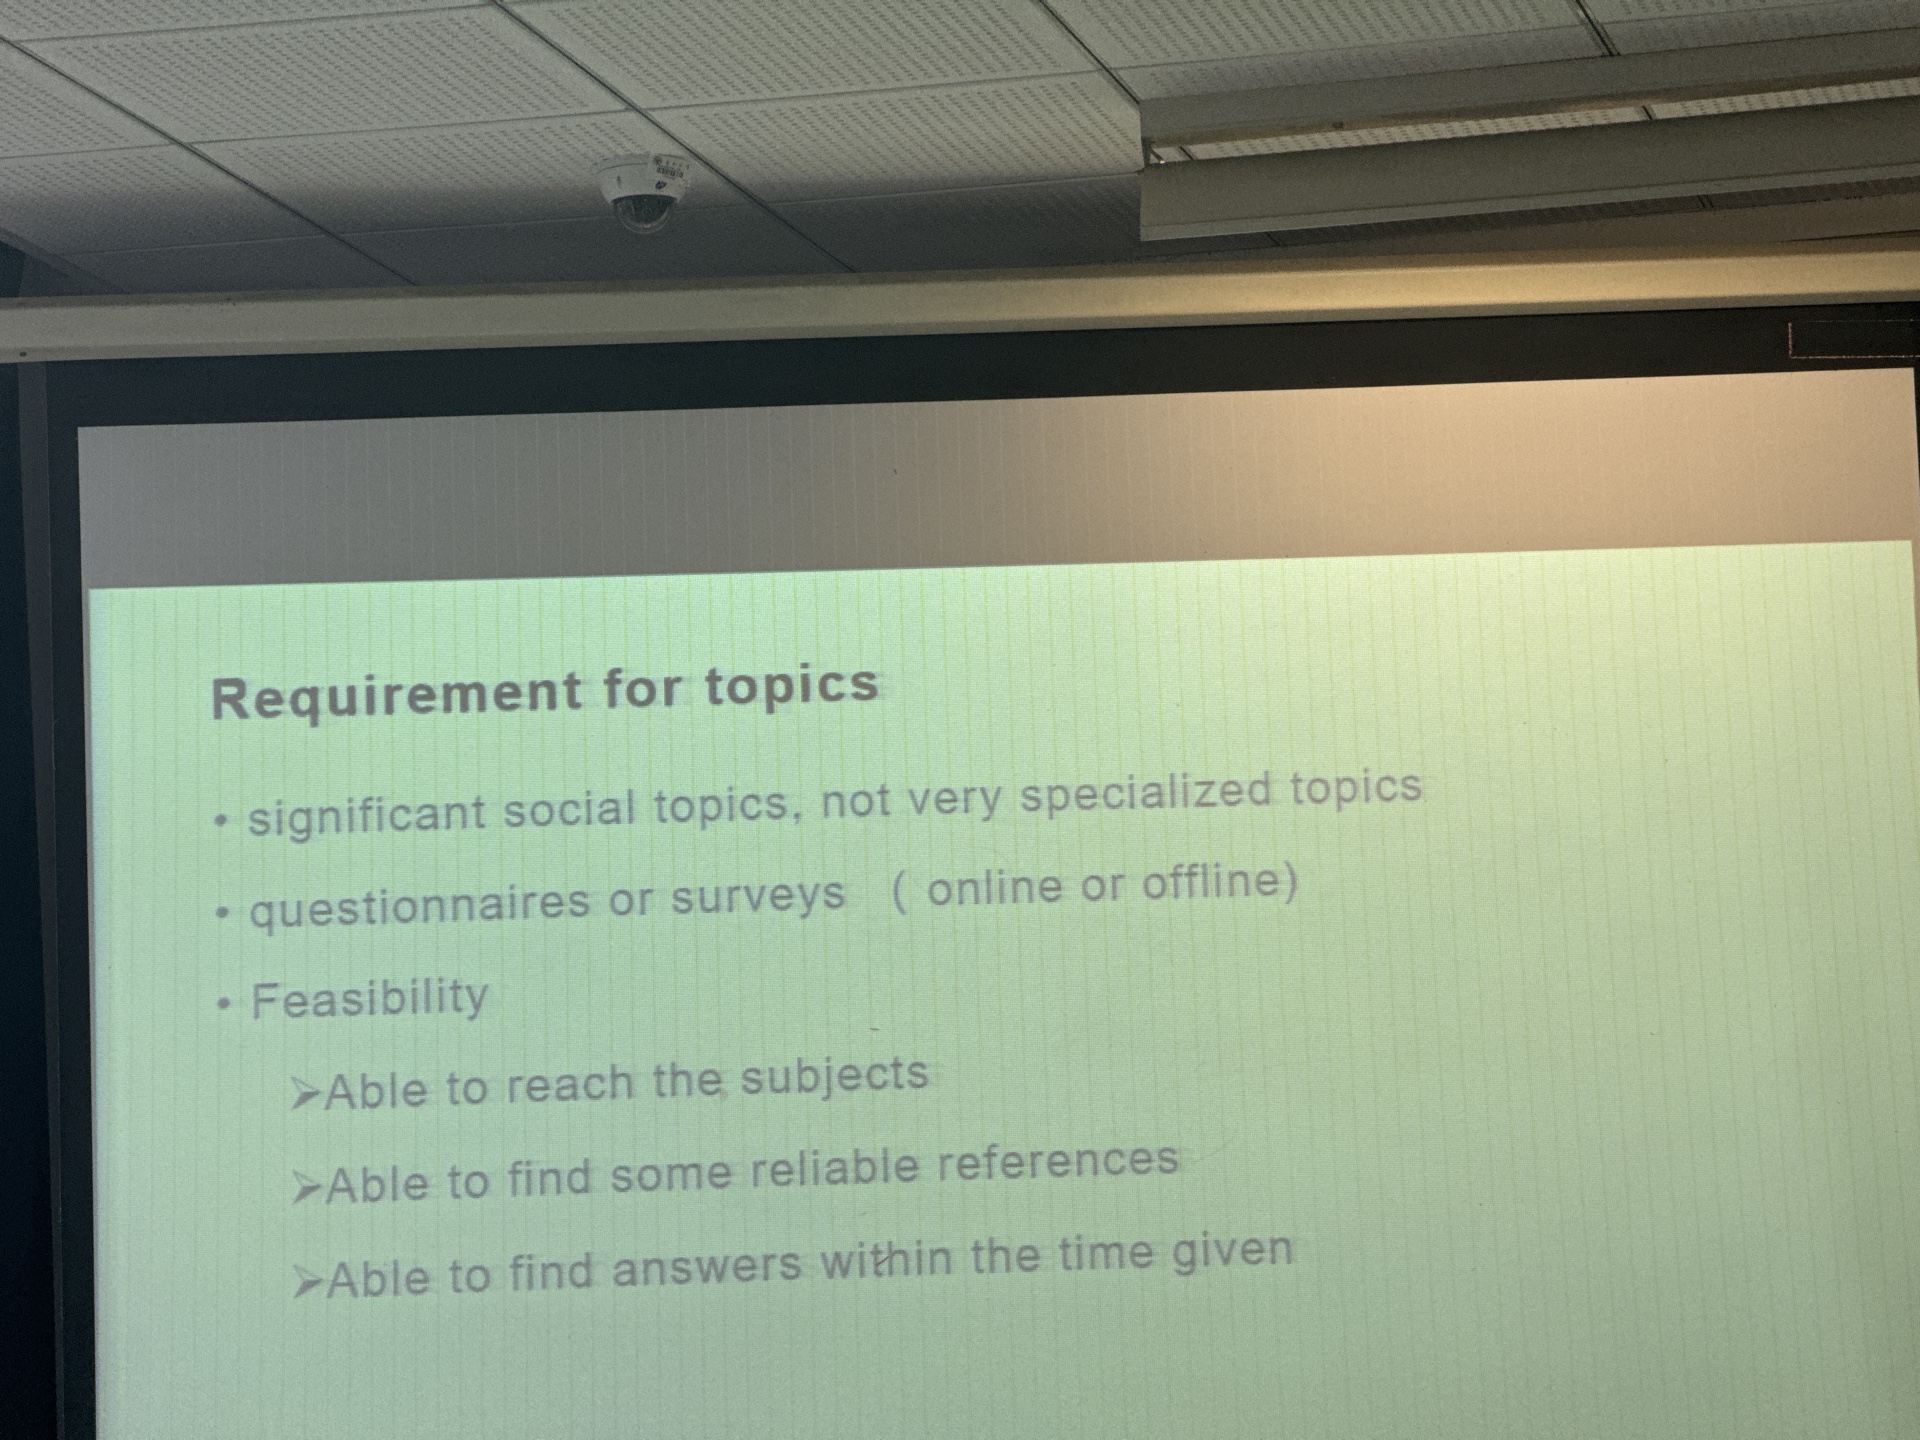 Requirement for topics
• significant social topics, not very specialized topics
• questionnaires or surveys ( online or offline)
• Feasibility
➢Able to reach the subjects
➢Able to find some reliable references
➢Able to find answers within the time given